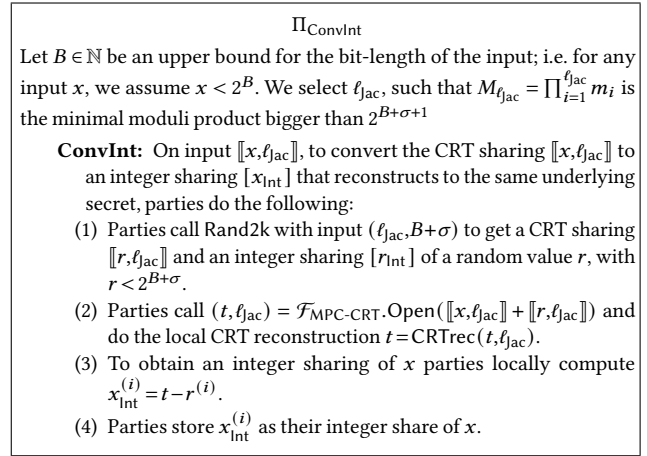 Π_ConvInt
Let B ∈ ℕ be an upper bound for the bit-length of the input; i.e. for any
input x, we assume x < 2^B. We select ℓ_Jac, such that M_{ℓ_Jac} = ∏_{i=1}^{ℓ_Jac} m_i is
the minimal moduli product bigger than 2^{B+σ+1}
ConvInt: On input ⟦x,ℓ_Jac⟧, to convert the CRT sharing ⟦x,ℓ_Jac⟧ to
an integer sharing [x_Int] that reconstructs to the same underlying
secret, parties do the following:
(1) Parties call Rand2k with input (ℓ_Jac,B+σ) to get a CRT sharing
⟦r,ℓ_Jac⟧ and an integer sharing [r_Int] of a random value r, with
r < 2^{B+σ}.
(2) Parties call (t,ℓ_Jac) = ℱ_MPC-CRT.Open(⟦x,ℓ_Jac⟧ + ⟦r,ℓ_Jac⟧) and
do the local CRT reconstruction t = CRTrec(t,ℓ_Jac).
(3) To obtain an integer sharing of x parties locally compute
x_Int^{(i)} = t − r^{(i)}.
(4) Parties store x_Int^{(i)} as their integer share of x.